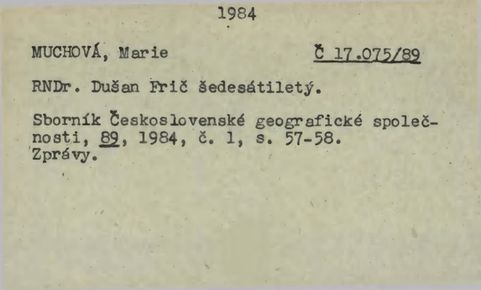 1984
MUCHOVÁ, Marie Č 17.075/89
RNDr. Dušan Frič šedesátiletý.
Sborník Československé geografické společ-
nosti, 89, 1984, č. 1, s. 57-58.
Zprávy.